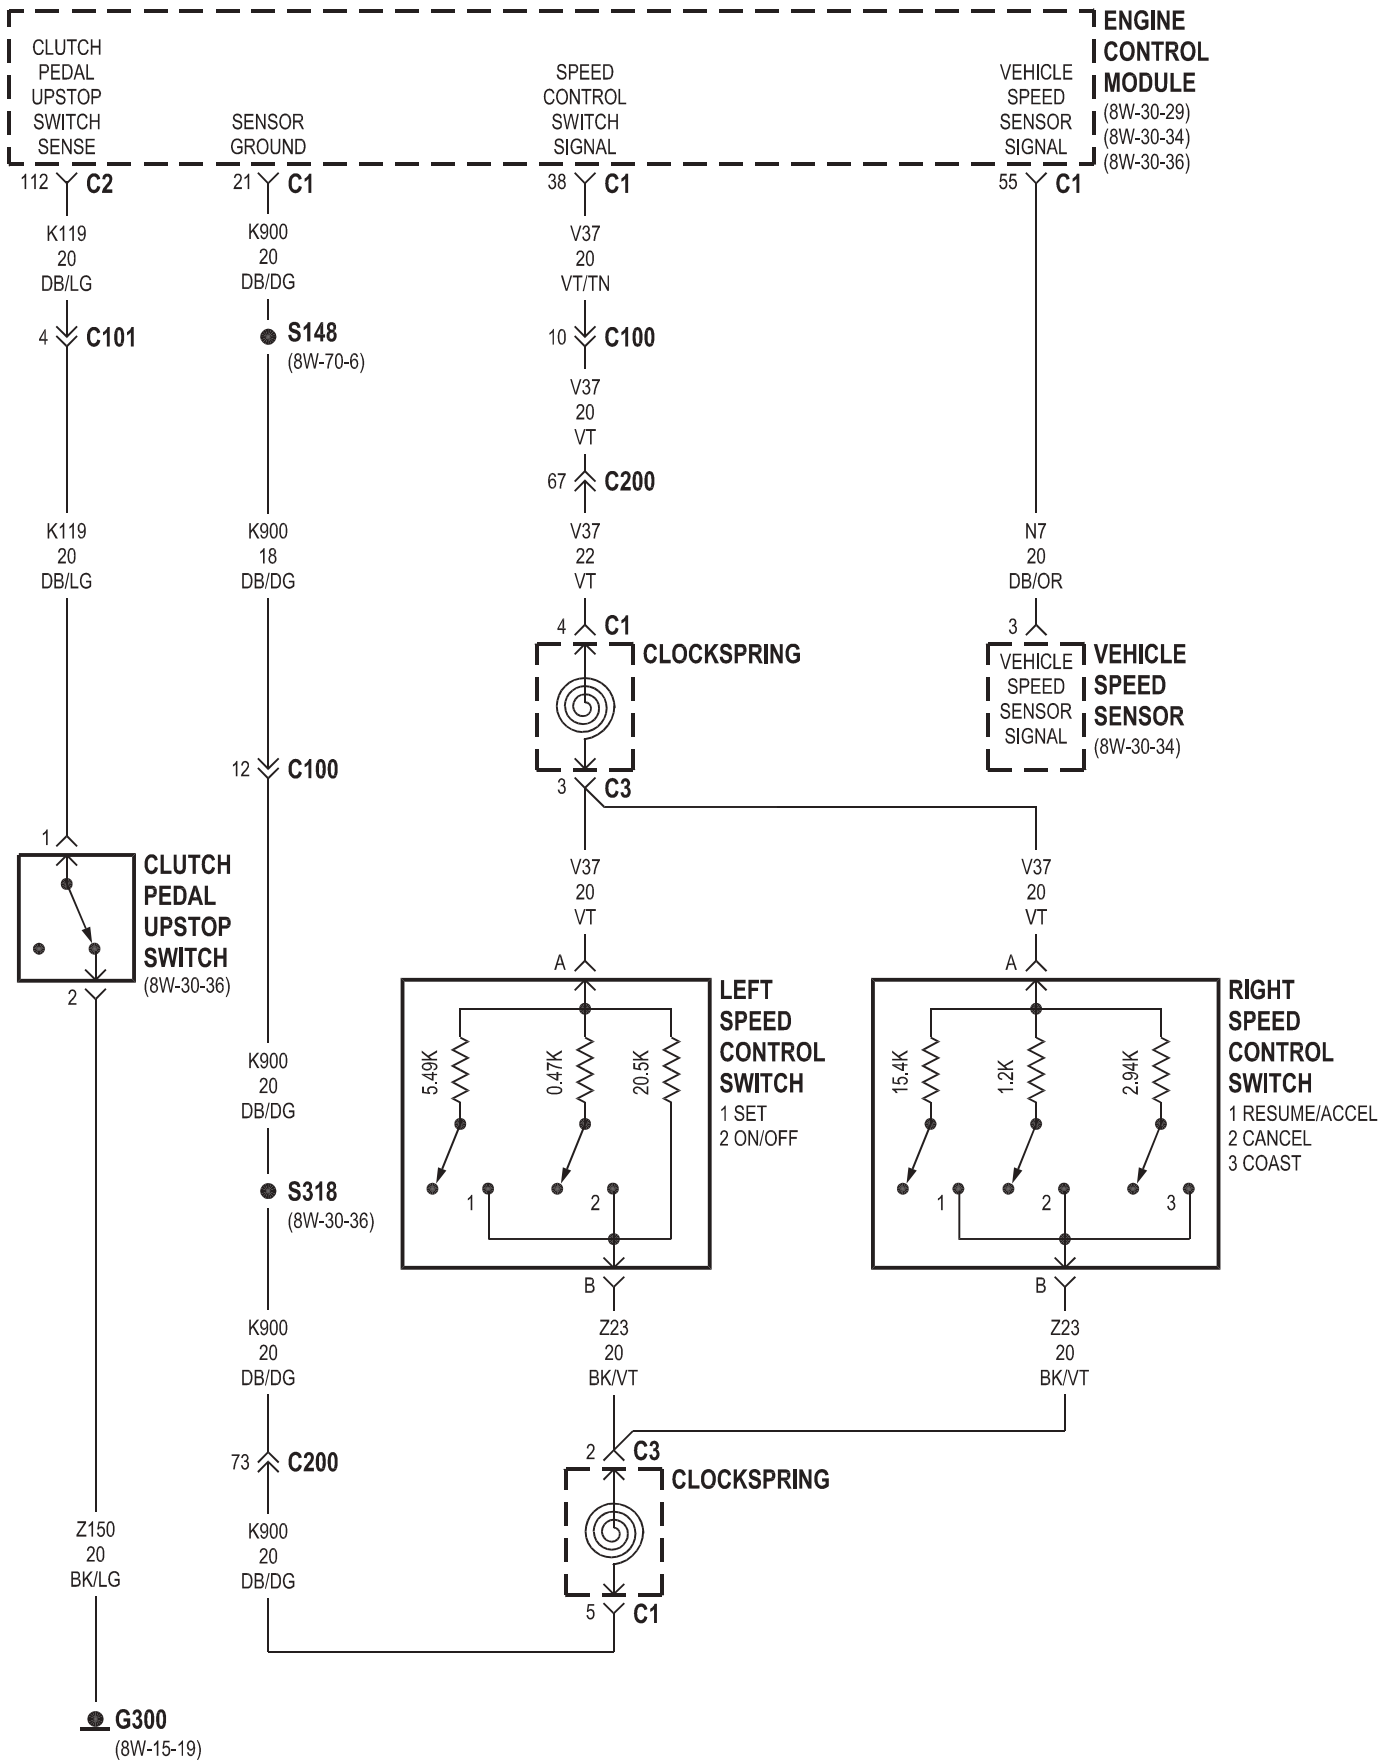 ENGINE
CONTROL
MODULE
(8W-30-29)
(8W-30-34)
(8W-30-36)
CLUTCH
PEDAL
UPSTOP
SWITCH
SENSE
SENSOR
GROUND
SPEED
CONTROL
SWITCH
SIGNAL
VEHICLE
SPEED
SENSOR
SIGNAL
112 C2
21 C1
38 C1
55 C1
K119
20
DB/LG
K900
20
DB/DG
V37
20
VT/TN
4 C101
S148
(8W-70-6)
10 C100
V37
20
VT
67 C200
K119
20
DB/LG
K900
18
DB/DG
V37
22
VT
N7
20
DB/OR
4 C1
CLOCKSPRING
3
VEHICLE
SPEED
SENSOR
SIGNAL
VEHICLE
SPEED
SENSOR
(8W-30-34)
12 C100
3 C3
1
CLUTCH
PEDAL
UPSTOP
SWITCH
(8W-30-36)
2
V37
20
VT
V37
20
VT
A
A
LEFT
SPEED
CONTROL
SWITCH
1 SET
2 ON/OFF
5.49K
0.47K
20.5K
1
2
RIGHT
SPEED
CONTROL
SWITCH
1 RESUME/ACCEL
2 CANCEL
3 COAST
15.4K
1.2K
2.94K
1
2
3
K900
20
DB/DG
S318
(8W-30-36)
B
B
K900
20
DB/DG
Z23
20
BK/VT
Z23
20
BK/VT
73 C200
2 C3
CLOCKSPRING
Z150
20
BK/LG
K900
20
DB/DG
5 C1
G300
(8W-15-19)